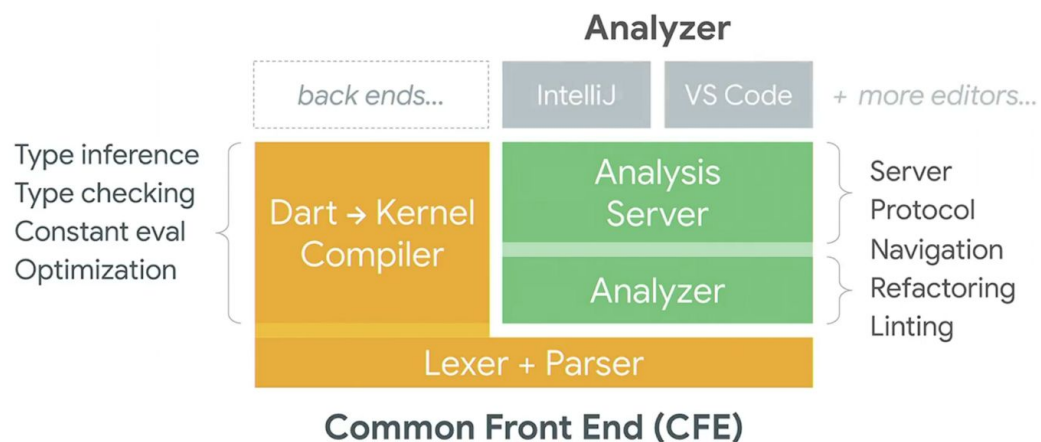 Analyzer
back ends...
IntelliJ
VS Code
+ more editors...
Type inference
Type checking
Constant eval
Optimization
Dart → Kernel
Compiler
Analysis
Server
Analyzer
Server
Protocol
Navigation
Refactoring
Linting
Lexer + Parser
Common Front End (CFE)